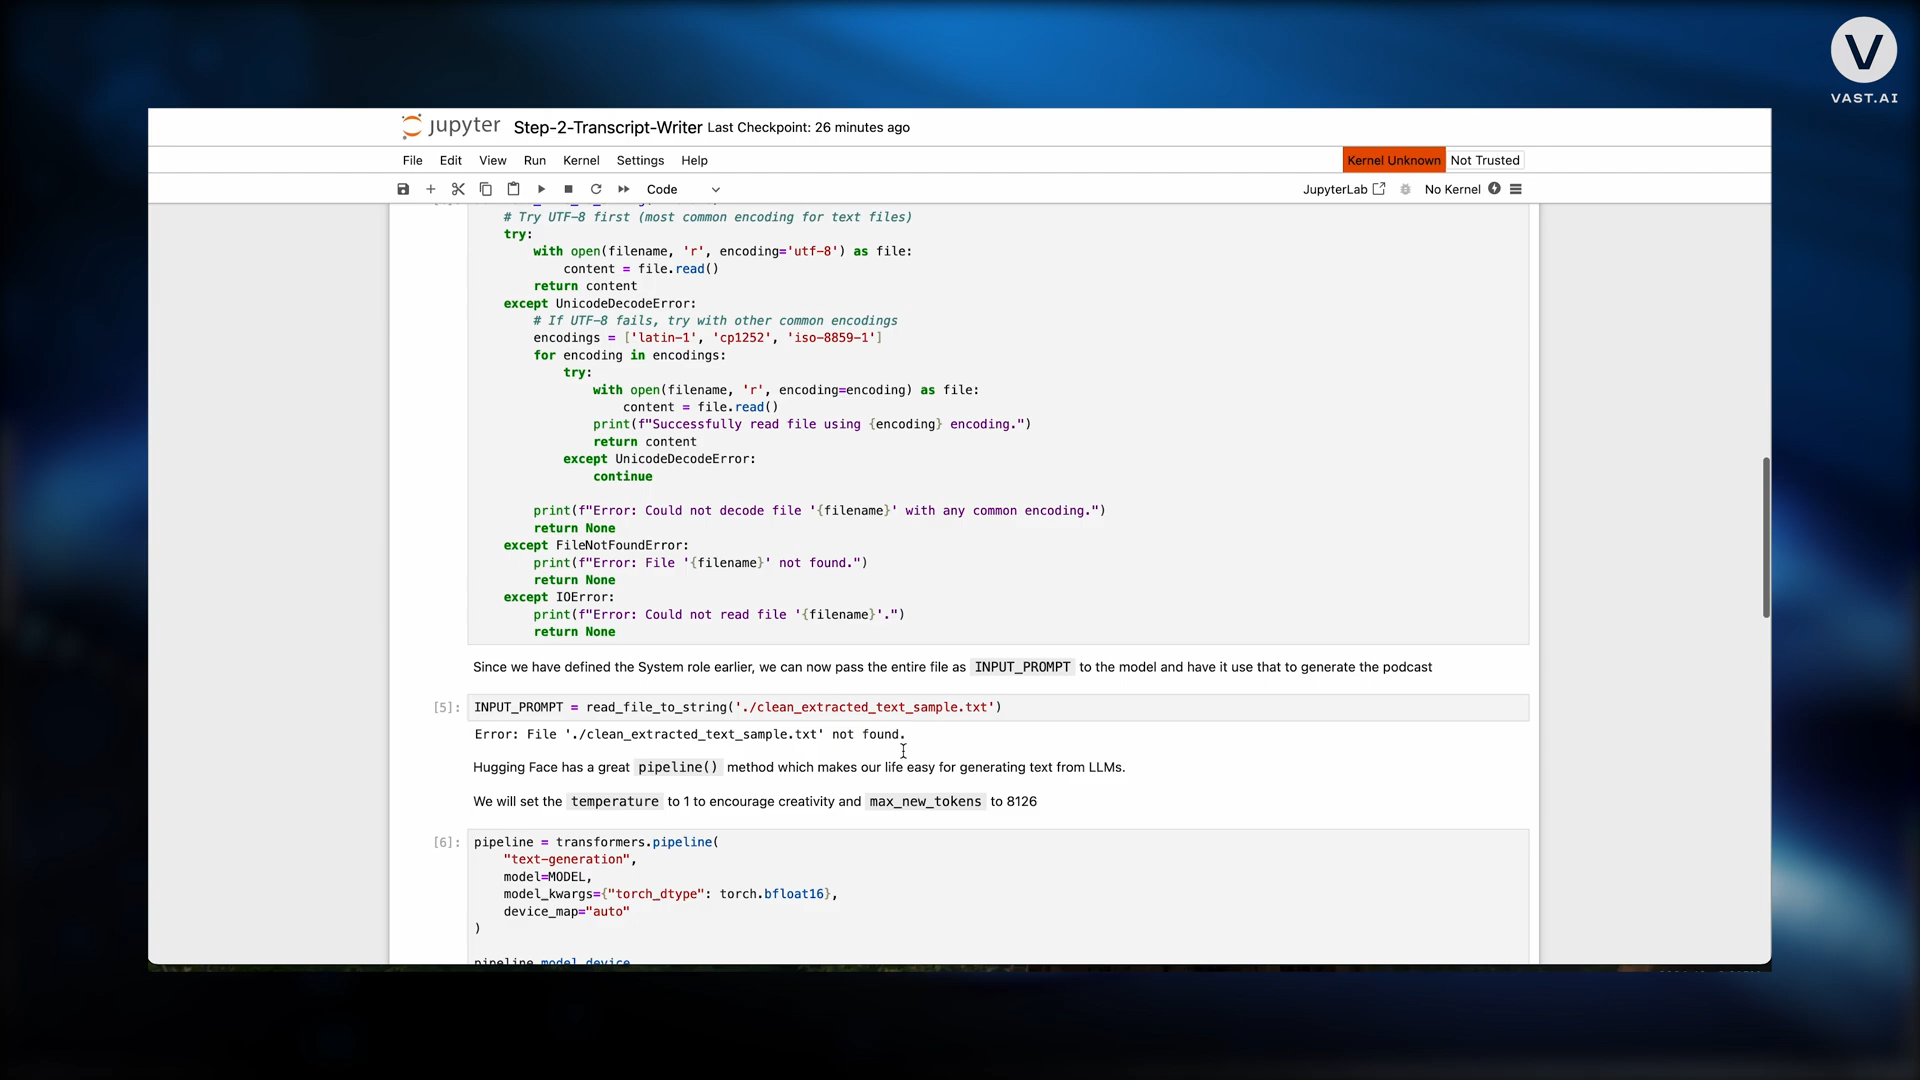 V
VAST.AI
jupyter Step-2-Transcript-Writer Last Checkpoint: 26 minutes ago
File Edit View Run Kernel Settings Help Kernel Unknown Not Trusted
Code JupyterLab No Kernel
# Try UTF-8 first (most common encoding for text files)
try:
with open(filename, 'r', encoding='utf-8') as file:
content = file.read()
return content
except UnicodeDecodeError:
# If UTF-8 fails, try with other common encodings
encodings = ['latin-1', 'cp1252', 'iso-8859-1']
for encoding in encodings:
try:
with open(filename, 'r', encoding=encoding) as file:
content = file.read()
print(f"Successfully read file using {encoding} encoding.")
return content
except UnicodeDecodeError:
continue
print(f"Error: Could not decode file '{filename}' with any common encoding.")
return None
except FileNotFoundError:
print(f"Error: File '{filename}' not found.")
return None
except IOError:
print(f"Error: Could not read file '{filename}'.")
return None
Since we have defined the System role earlier, we can now pass the entire file as INPUT_PROMPT to the model and have it use that to generate the podcast
[5]: INPUT_PROMPT = read_file_to_string('./clean_extracted_text_sample.txt')
Error: File './clean_extracted_text_sample.txt' not found.
Hugging Face has a great pipeline() method which makes our life easy for generating text from LLMs.
We will set the temperature to 1 to encourage creativity and max_new_tokens to 8126
[6]: pipeline = transformers.pipeline(
"text-generation",
model=MODEL,
model_kwargs={"torch_dtype": torch.bfloat16},
device_map="auto"
)
pipeline.model.device